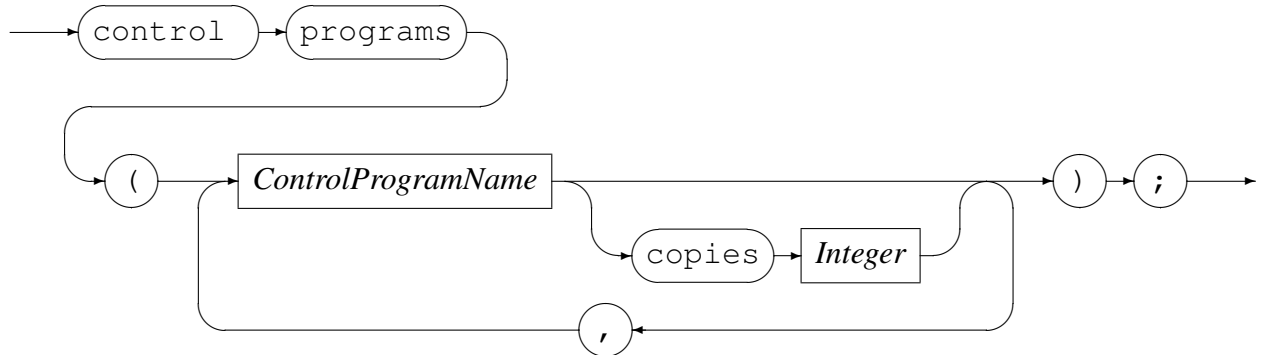 control programs
( ControlProgramName ) ;
copies Integer
,